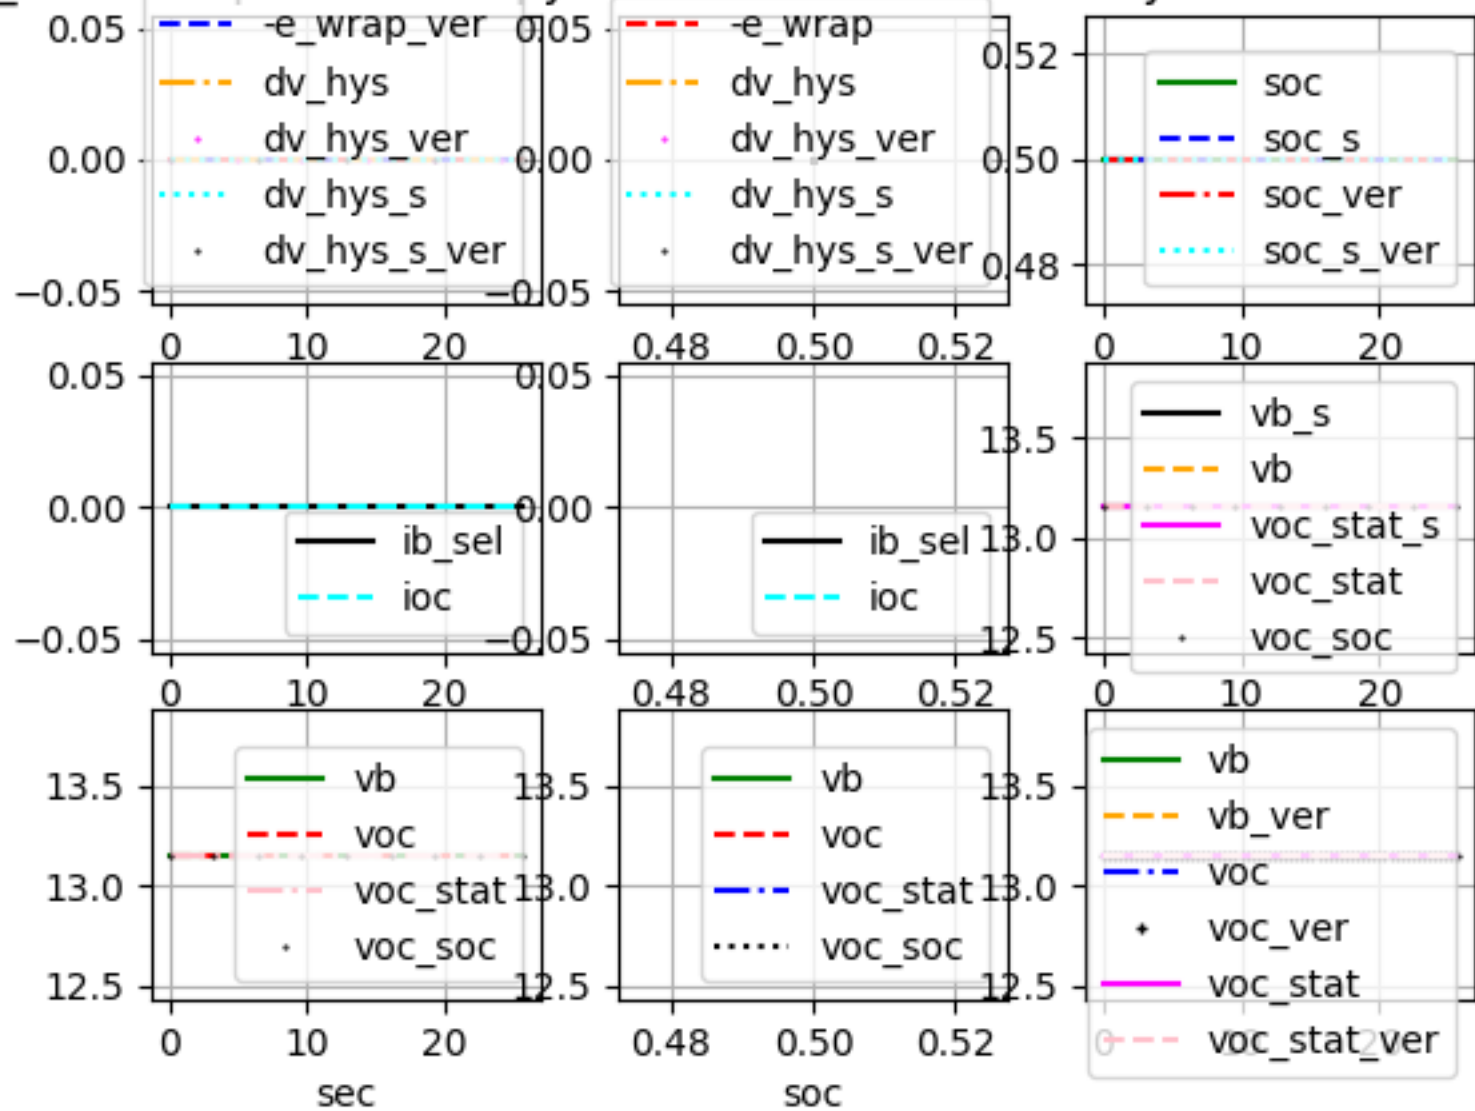 0.05
-e_wrap_ver
dv_hys
dv_hys_ver
0.00
dv_hys_s
dv_hys_s_ver
−0.05
0 10 20
0.05
-e_wrap
dv_hys
dv_hys_ver
0.00
dv_hys_s
dv_hys_s_ver
−0.05
0.48 0.50 0.52
0.52
soc
soc_s
0.50
soc_ver
soc_s_ver
0.48
0 10 20
0.05
0.00
ib_sel
ioc
−0.05
0 10 20
0.05
0.00
ib_sel
ioc
−0.05
0.48 0.50 0.52
vb_s
13.5
vb
voc_stat_s
13.0
voc_stat
voc_soc
12.5
0 10 20
vb
13.5
voc
13.0
voc_stat
voc_soc
12.5
0 10 20
sec
vb
13.5
voc
13.0
voc_stat
voc_soc
12.5
0.48 0.50 0.52
soc
vb
13.5
vb_ver
13.0
voc
voc_ver
12.5
voc_stat
voc_stat_ver
0 10 20